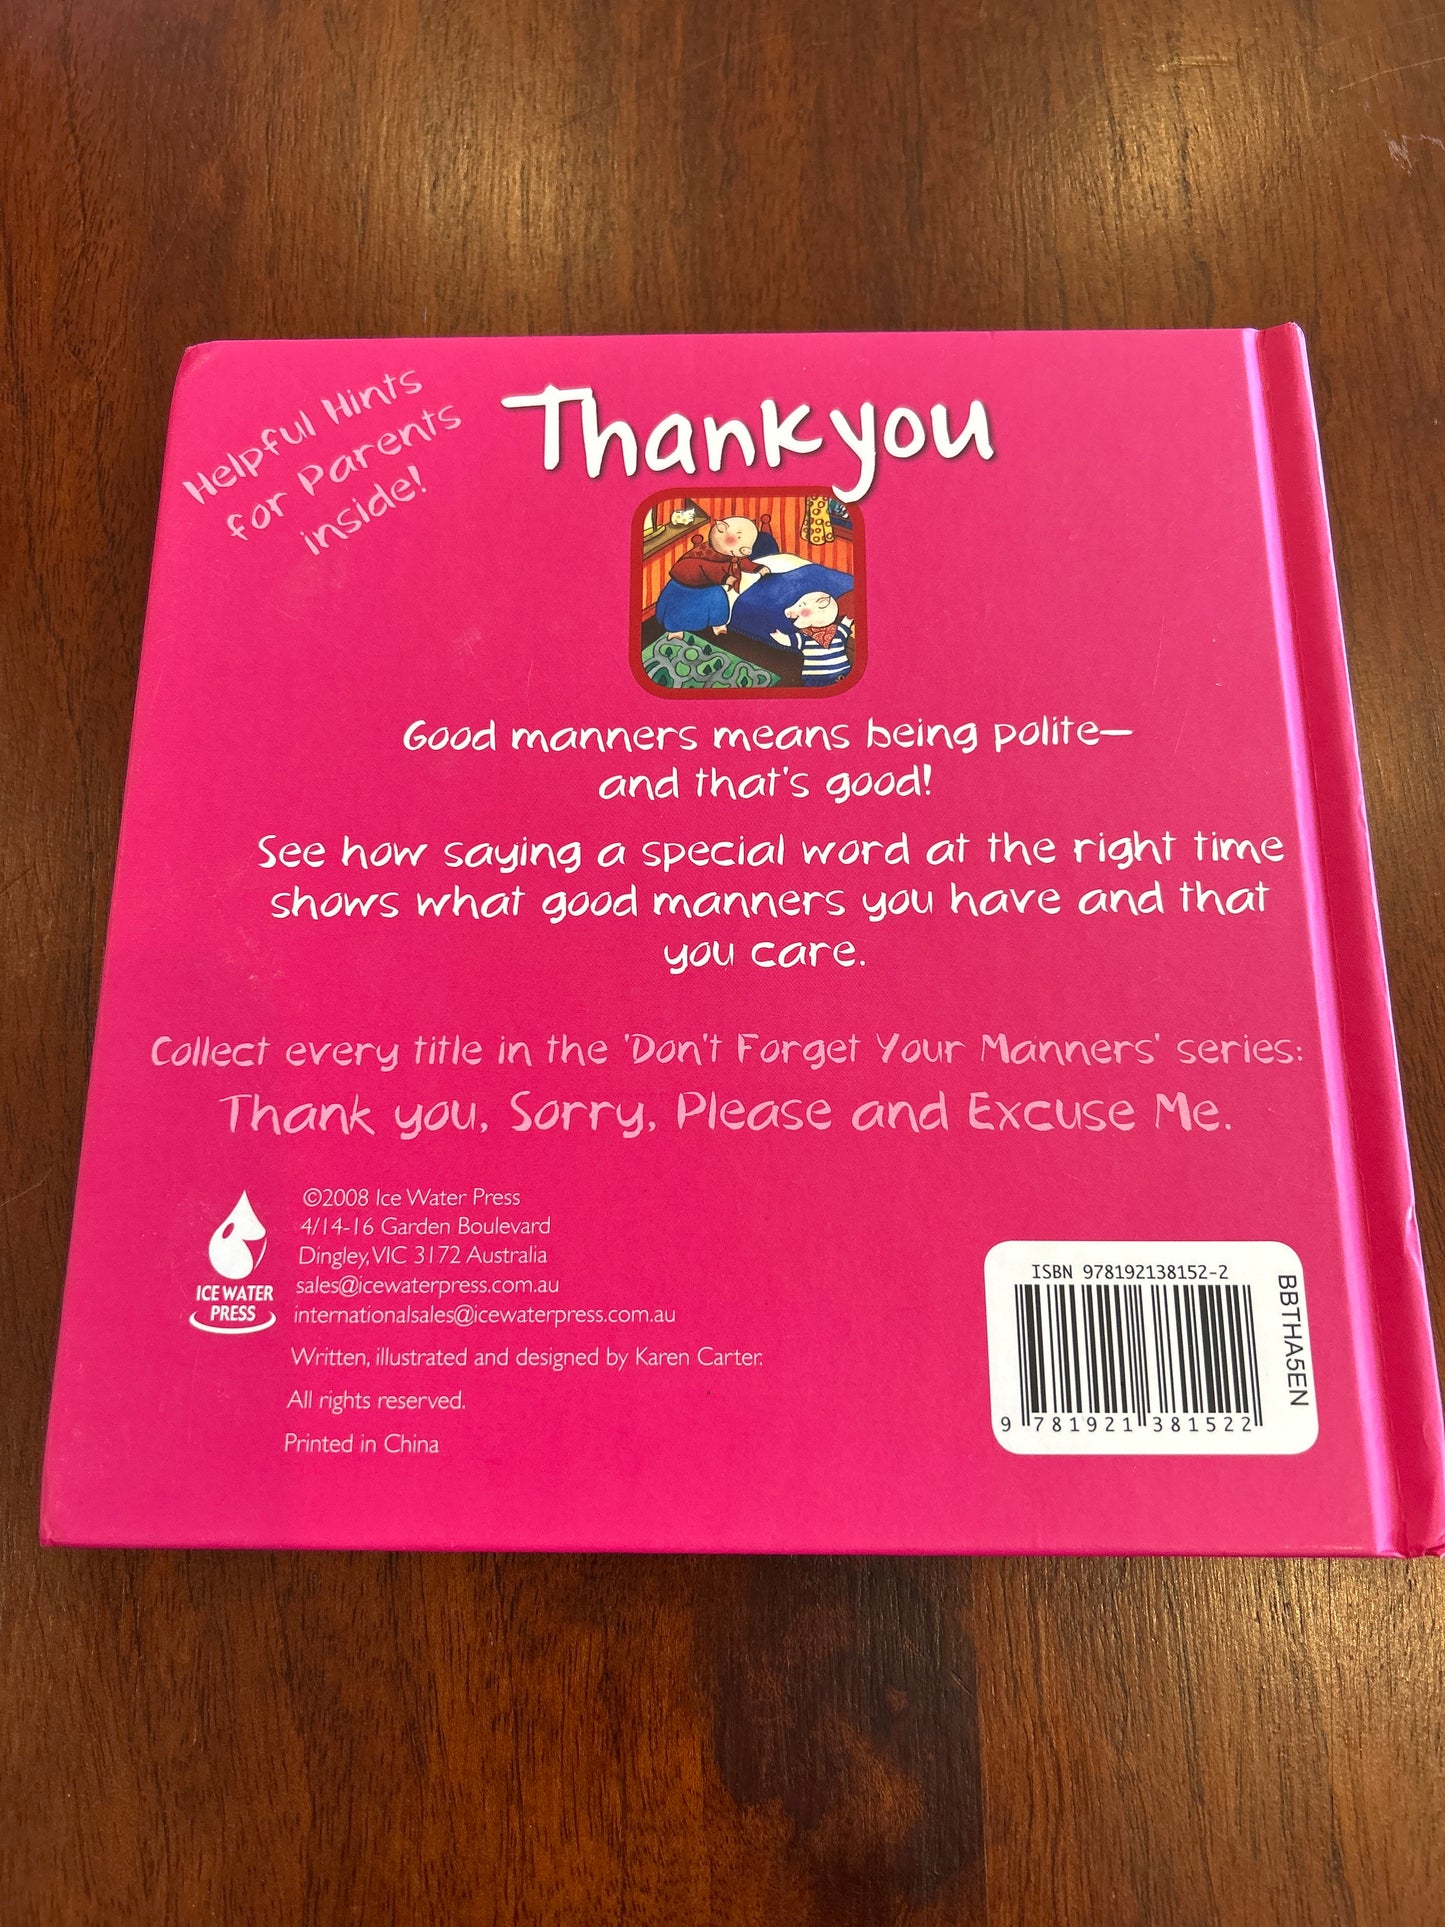 Helpful Hints
for Parents
inside!
Thank you
Good manners means being polite—
and that's good!
See how saying a special word at the right time
shows what good manners you have and that
you care.
Collect every title in the 'Don't Forget Your Manners' series:
Thank you, Sorry, Please and Excuse Me.
ICE WATER
PRESS
©2008 Ice Water Press
4/14-16 Garden Boulevard
Dingley, VIC 3172 Australia
sales@icewaterpress.com.au
internationalsales@icewaterpress.com.au
Written, illustrated and designed by Karen Carter.
All rights reserved.
Printed in China
ISBN 978192138152-2
9 781921 381522
BBTHA5EN